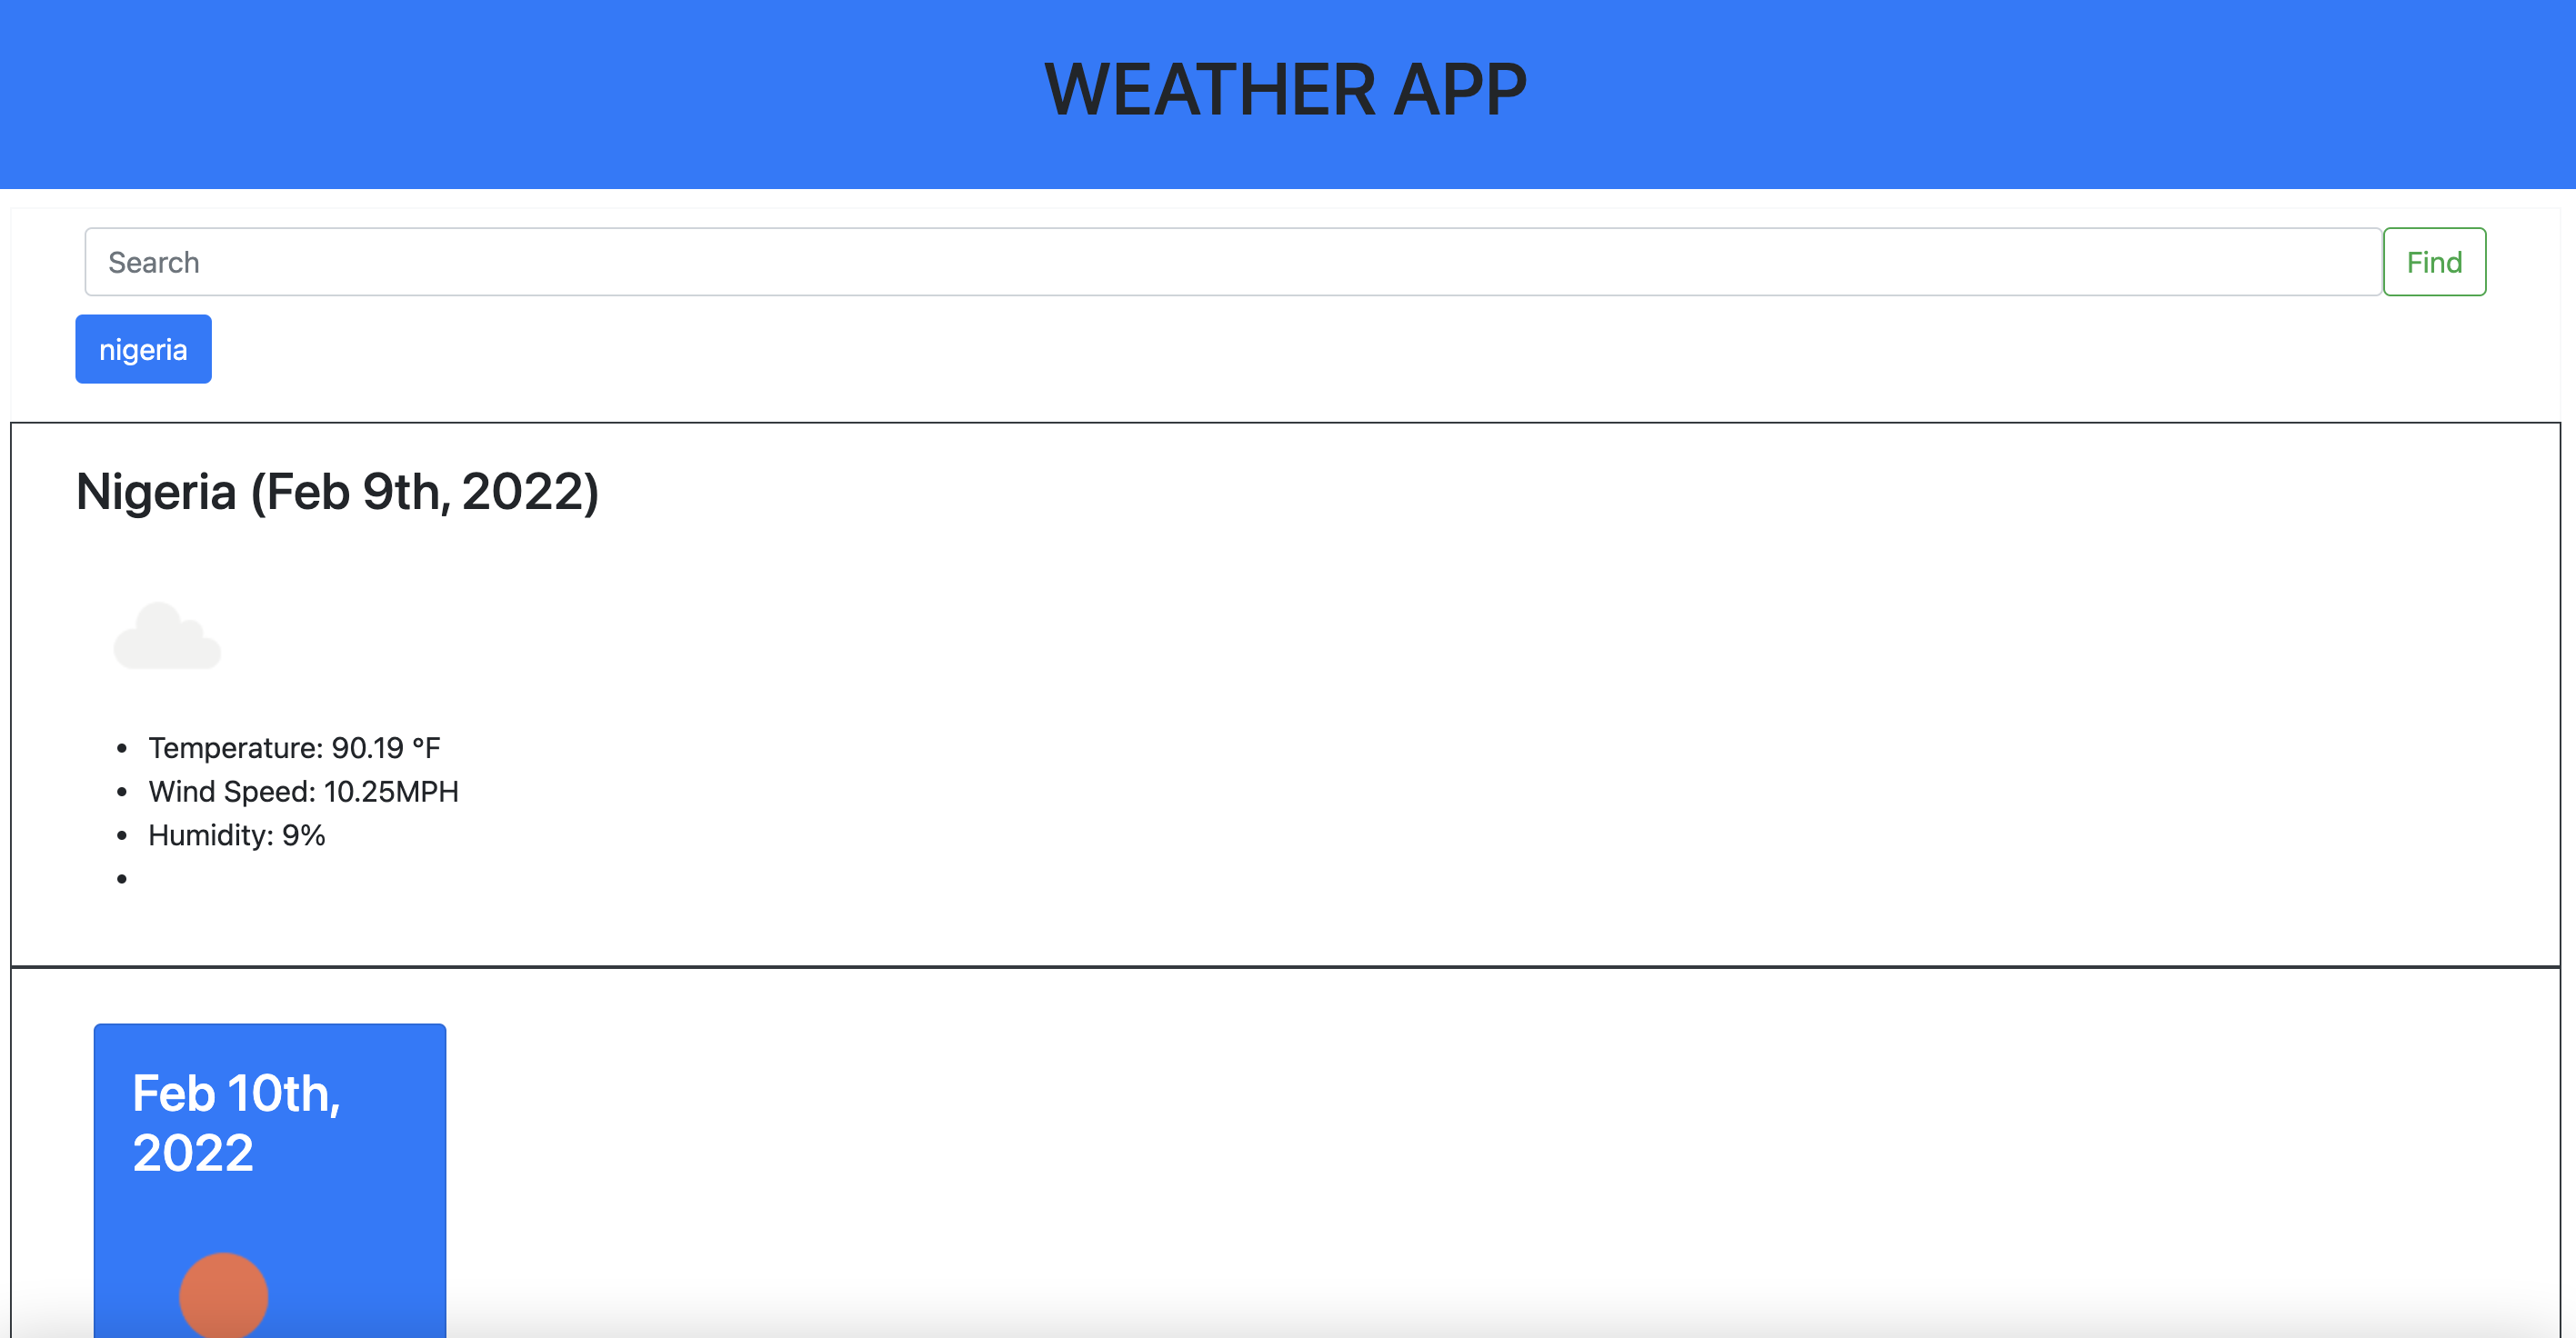 WEATHER APP
Search
Find
nigeria
Nigeria (Feb 9th, 2022)
Temperature: 90.19 °F
Wind Speed: 10.25MPH
Humidity: 9%
Feb 10th,
2022